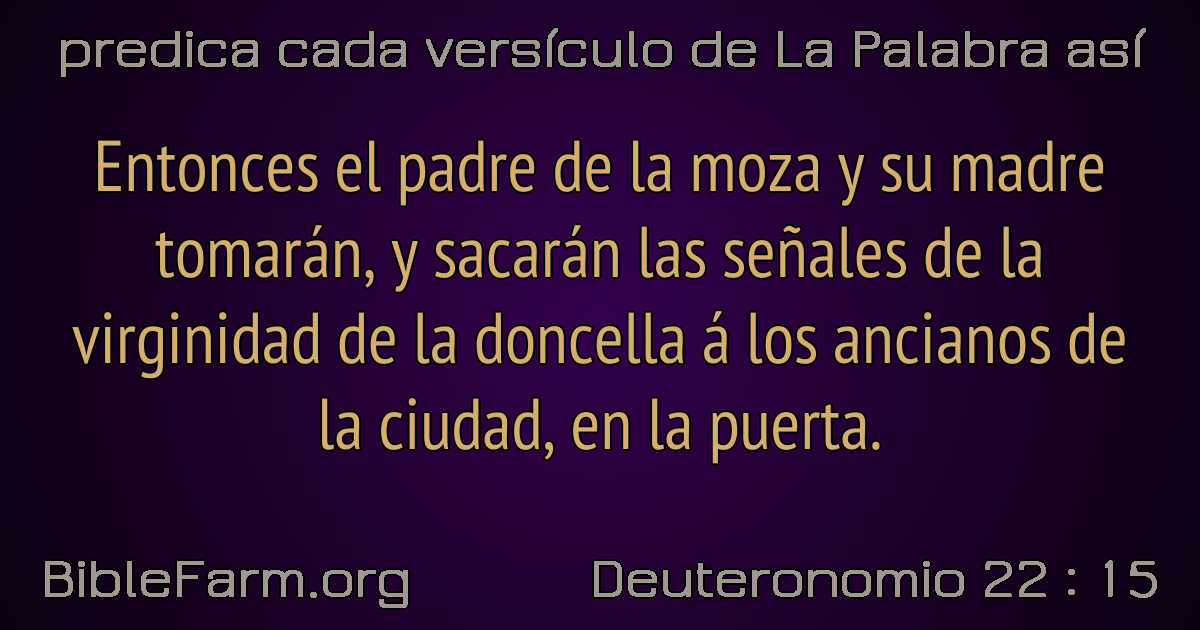 predica cada versículo de La Palabra así
Entonces el padre de la moza y su madre
tomarán, y sacarán las señales de la
virginidad de la doncella á los ancianos de
la ciudad, en la puerta.
BibleFarm.org
Deuteronomio 22 : 15